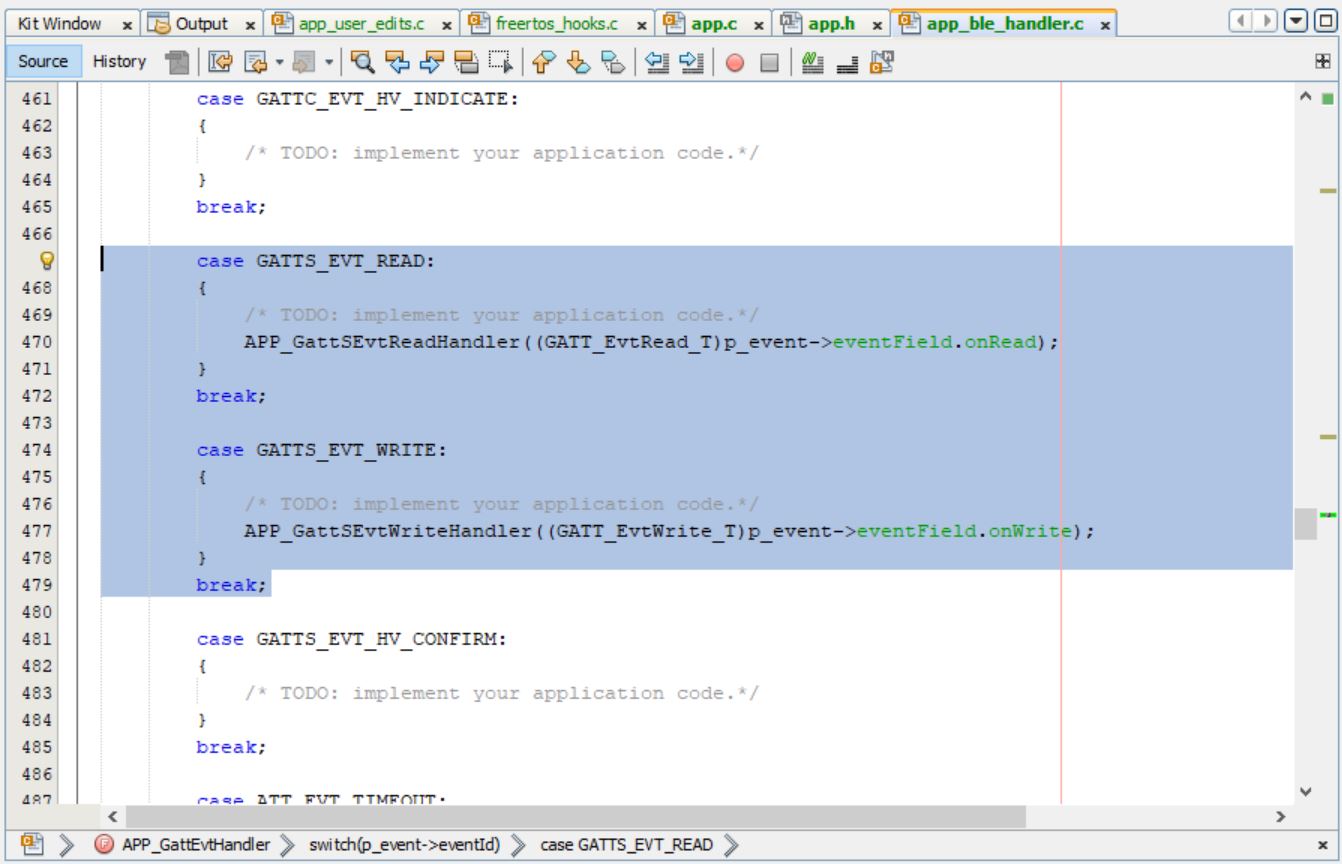 Kit Window x Output x app_user_edits.c x freertos_hooks.c x app.c x app.h x app_ble_handler.c x
Source History
461 case GATTC_EVT_HV_INDICATE:
462 {
463 /* TODO: implement your application code.*/
464 }
465 break;
466
case GATTS_EVT_READ:
468 {
469 /* TODO: implement your application code.*/
470 APP_GattSEvtReadHandler((GATT_EvtRead_T)p_event->eventField.onRead);
471 }
472 break;
473
474 case GATTS_EVT_WRITE:
475 {
476 /* TODO: implement your application code.*/
477 APP_GattSEvtWriteHandler((GATT_EvtWrite_T)p_event->eventField.onWrite);
478 }
479 break;
480
481 case GATTS_EVT_HV_CONFIRM:
482 {
483 /* TODO: implement your application code.*/
484 }
485 break;
486
487 case ATT_EVT_TIMEOUT:
APP_GattEvtHandler switch(p_event->eventId) case GATTS_EVT_READ x